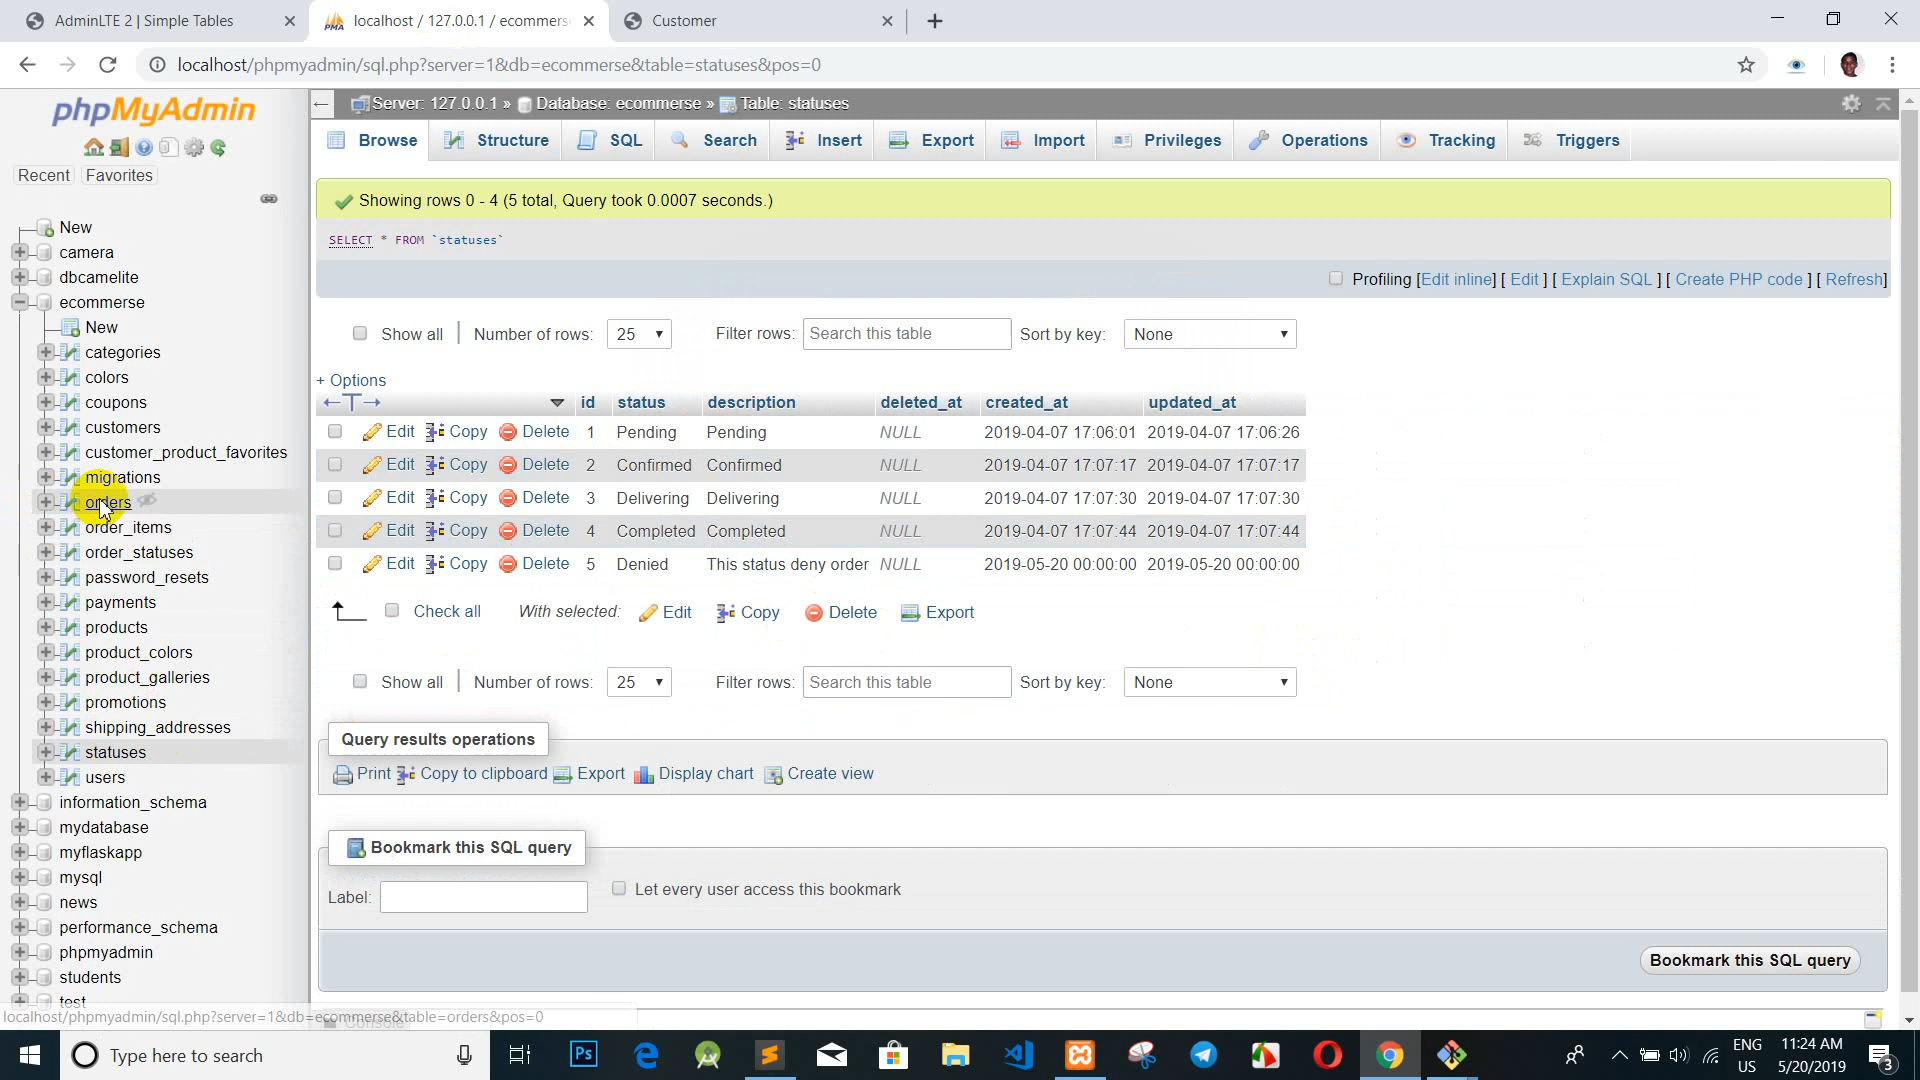 AdminLTE 2 | Simple Tables
localhost / 127.0.0.1 / ecommers
Customer
localhost/phpmyadmin/sql.php?server=1&db=ecommerse&table=statuses&pos=0
phpMyAdmin
Recent
Favorites
New
camera
dbcamelite
ecommerse
New
categories
colors
coupons
customers
customer_product_favorites
migrations
orders
order_items
order_statuses
password_resets
payments
products
product_colors
product_galleries
promotions
shipping_addresses
statuses
users
information_schema
mydatabase
myflaskapp
mysql
news
performance_schema
phpmyadmin
students
test
localhost/phpmyadmin/sql.php?server=1&db=ecommerse&table=orders&pos=0
Server: 127.0.0.1 » Database: ecommerse » Table: statuses
Browse Structure SQL Search Insert Export Import Privileges Operations Tracking Triggers
Showing rows 0 - 4 (5 total, Query took 0.0007 seconds.)
SELECT * FROM `statuses`
Profiling [Edit inline] [ Edit ] [ Explain SQL ] [ Create PHP code ] [ Refresh]
Show all Number of rows: 25 Filter rows: Search this table Sort by key: None
+ Options
id status description deleted_at created_at updated_at
Edit Copy Delete 1 Pending Pending NULL 2019-04-07 17:06:01 2019-04-07 17:06:26
Edit Copy Delete 2 Confirmed Confirmed NULL 2019-04-07 17:07:17 2019-04-07 17:07:17
Edit Copy Delete 3 Delivering Delivering NULL 2019-04-07 17:07:30 2019-04-07 17:07:30
Edit Copy Delete 4 Completed Completed NULL 2019-04-07 17:07:44 2019-04-07 17:07:44
Edit Copy Delete 5 Denied This status deny order NULL 2019-05-20 00:00:00 2019-05-20 00:00:00
Check all With selected: Edit Copy Delete Export
Show all Number of rows: 25 Filter rows: Search this table Sort by key: None
Query results operations
Print Copy to clipboard Export Display chart Create view
Bookmark this SQL query
Label: Let every user access this bookmark
Bookmark this SQL query
Console
Type here to search
Ps
ENG
US
11:24 AM
5/20/2019
3